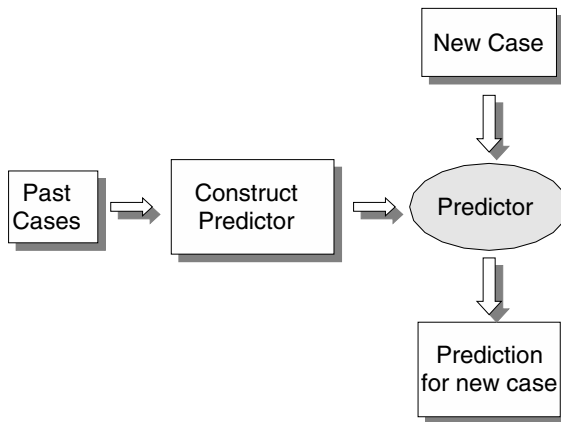 New Case
Past
Cases
Construct
Predictor
Predictor
Prediction
for new case